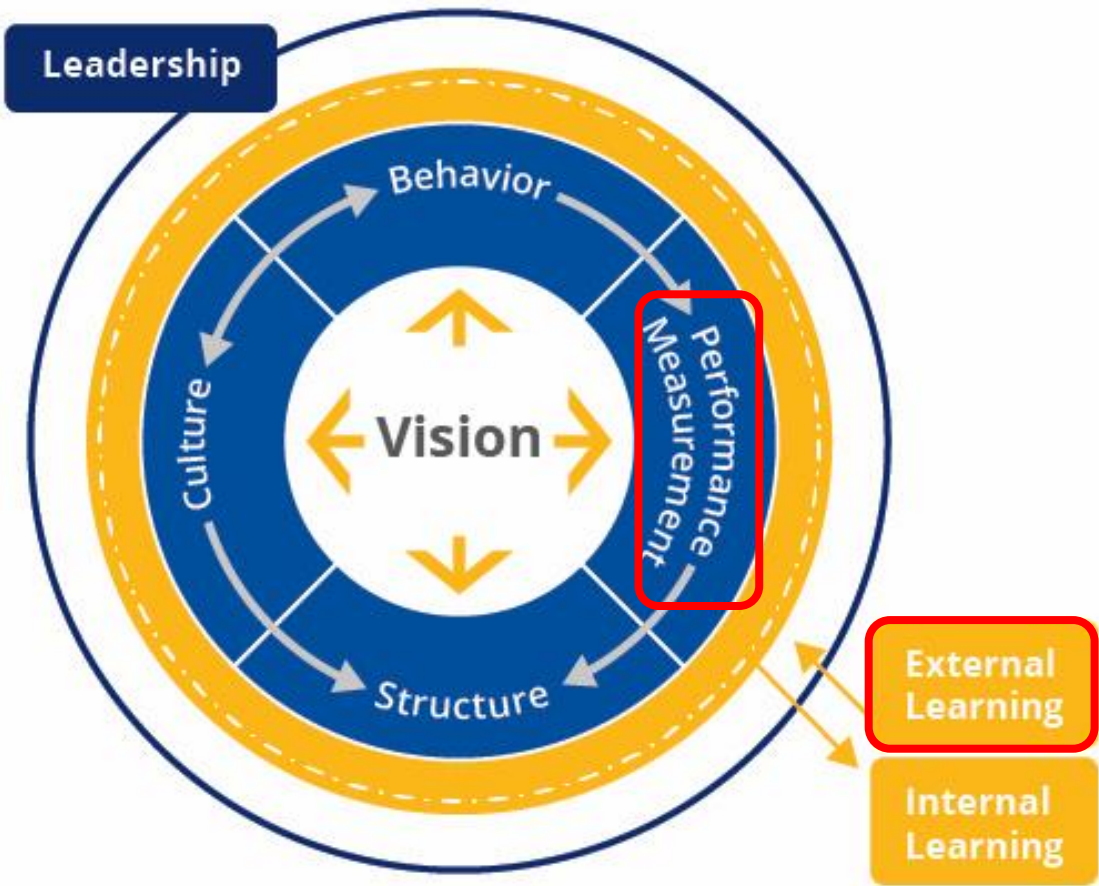 Leadership
Behavior
Performance
Measurement
Vision
Culture
Structure
External
Learning
Internal
Learning